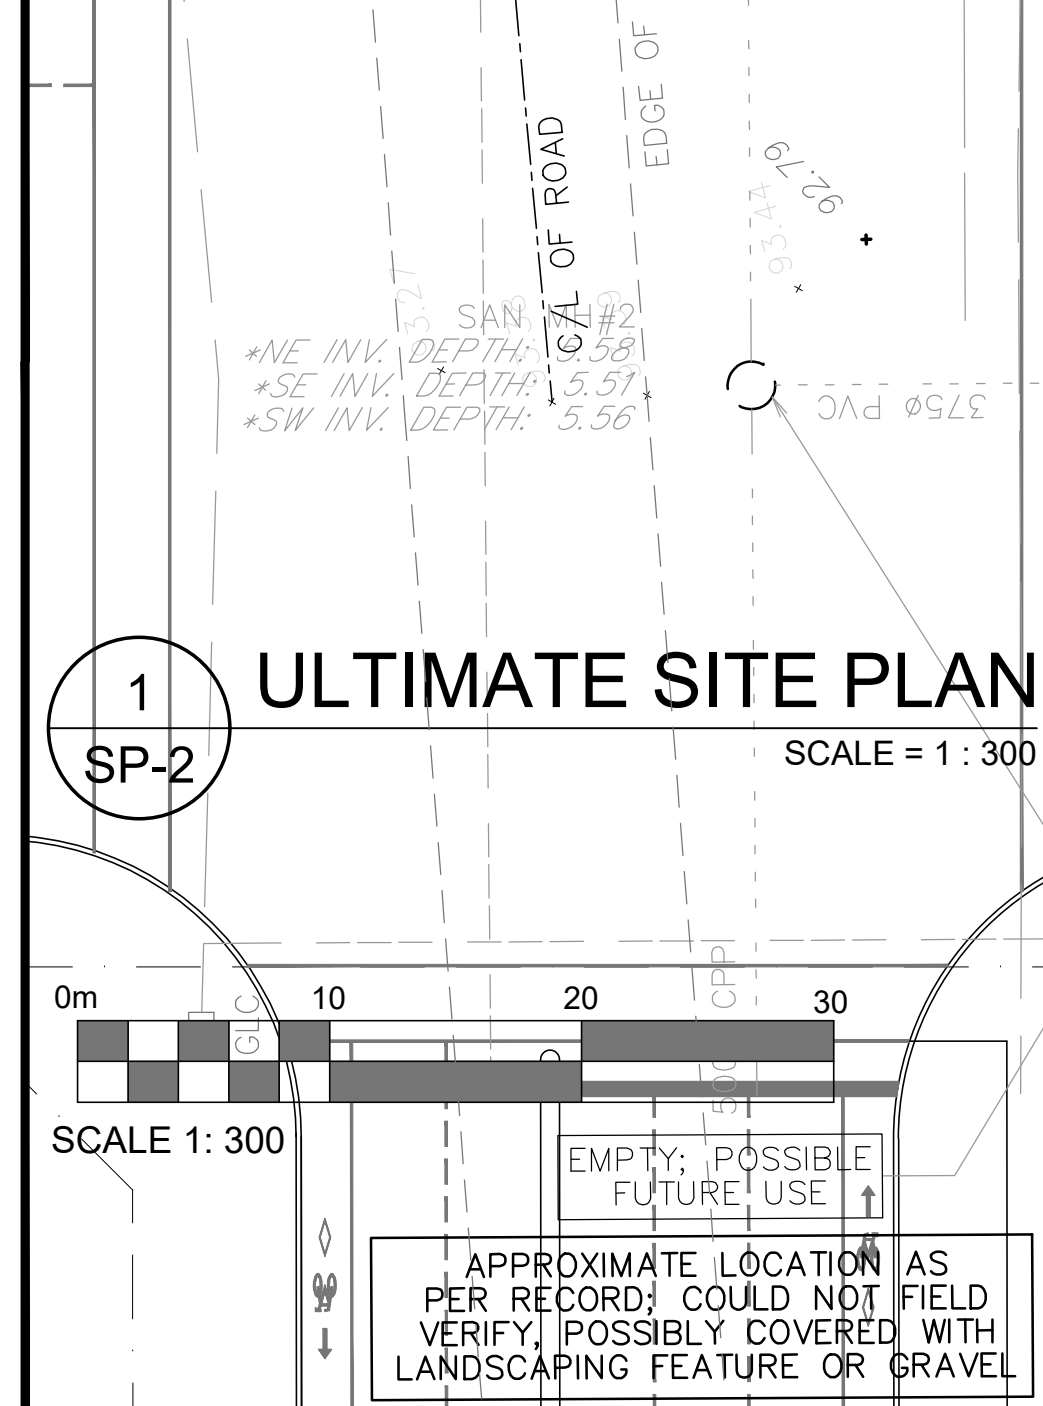 EDGE OF
C/L OF ROAD
92.79
93.44
93.27
SAN MH#2
*NE INV. DEPTH: 5.58
*SE INV. DEPTH: 5.51
*SW INV. DEPTH: 5.56
375ø PVC
1
SP-2
ULTIMATE SITE PLAN
SCALE = 1 : 300
0m 10 20 30
GLC
CPP
SCALE 1: 300
EMPTY; POSSIBLE
FUTURE USE
APPROXIMATE LOCATION AS
PER RECORD; COULD NOT FIELD
VERIFY, POSSIBLY COVERED WITH
LANDSCAPING FEATURE OR GRAVEL